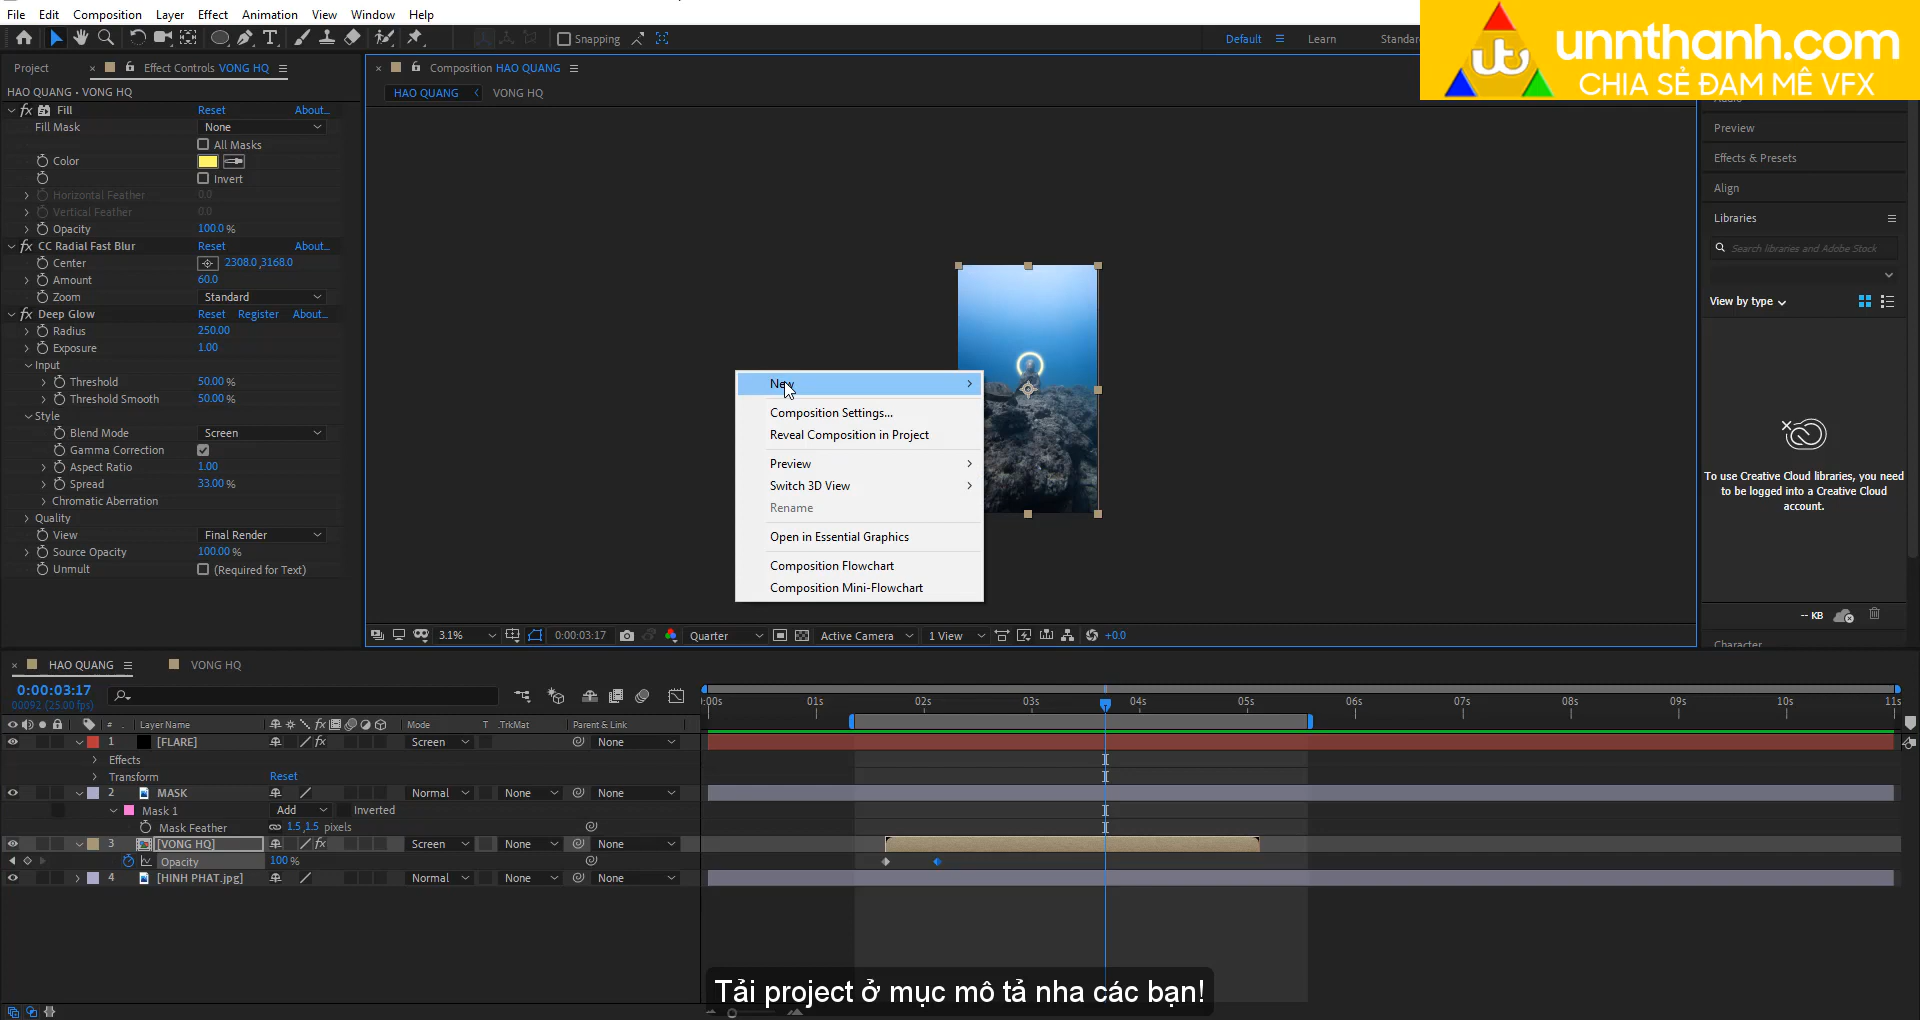 File Edit Composition Layer Effect Animation View Window Help
Snapping
Default Learn Standar
unnthanh.com
CHIA SẺ ĐAM MÊ VFX
Project Effect Controls VONG HQ
HAO QUANG • VONG HQ
fx Fill Reset About...
Fill Mask None
All Masks
Color
Invert
Horizontal Feather 0.0
Vertical Feather 0.0
Opacity 100.0 %
fx CC Radial Fast Blur Reset About...
Center 2308.0,3168.0
Amount 60.0
Zoom Standard
fx Deep Glow Reset Register About...
Radius 250.00
Exposure 1.00
Input
Threshold 50.00 %
Threshold Smooth 50.00 %
Style
Blend Mode Screen
Gamma Correction
Aspect Ratio 1.00
Spread 33.00 %
Chromatic Aberration
Quality
View Final Render
Source Opacity 100.00 %
Unmult (Required for Text)
Composition HAO QUANG
HAO QUANG VONG HQ
New
Composition Settings...
Reveal Composition in Project
Preview
Switch 3D View
Rename
Open in Essential Graphics
Composition Flowchart
Composition Mini-Flowchart
3.1% 0:00:03:17 Quarter Active Camera 1 View +0.0
Preview
Effects & Presets
Align
Libraries
Search libraries and Adobe Stock
View by type
To use Creative Cloud libraries, you need
to be logged into a Creative Cloud
account.
-- KB
Character
HAO QUANG VONG HQ
0:00:03:17
00092 (25.00 fps)
:00s 01s 02s 03s 04s 05s 06s 07s 08s 09s 10s 11s
# Layer Name fx Mode T .TrkMat Parent & Link
1 [FLARE] fx Screen None
Effects
Transform Reset
2 MASK Normal None None
Mask 1 Add Inverted
Mask Feather 1.5,1.5 pixels
3 [VONG HQ] fx Screen None None
Opacity 100 %
4 [HINH PHAT.jpg] Normal None None
Tải project ở mục mô tả nha các bạn!